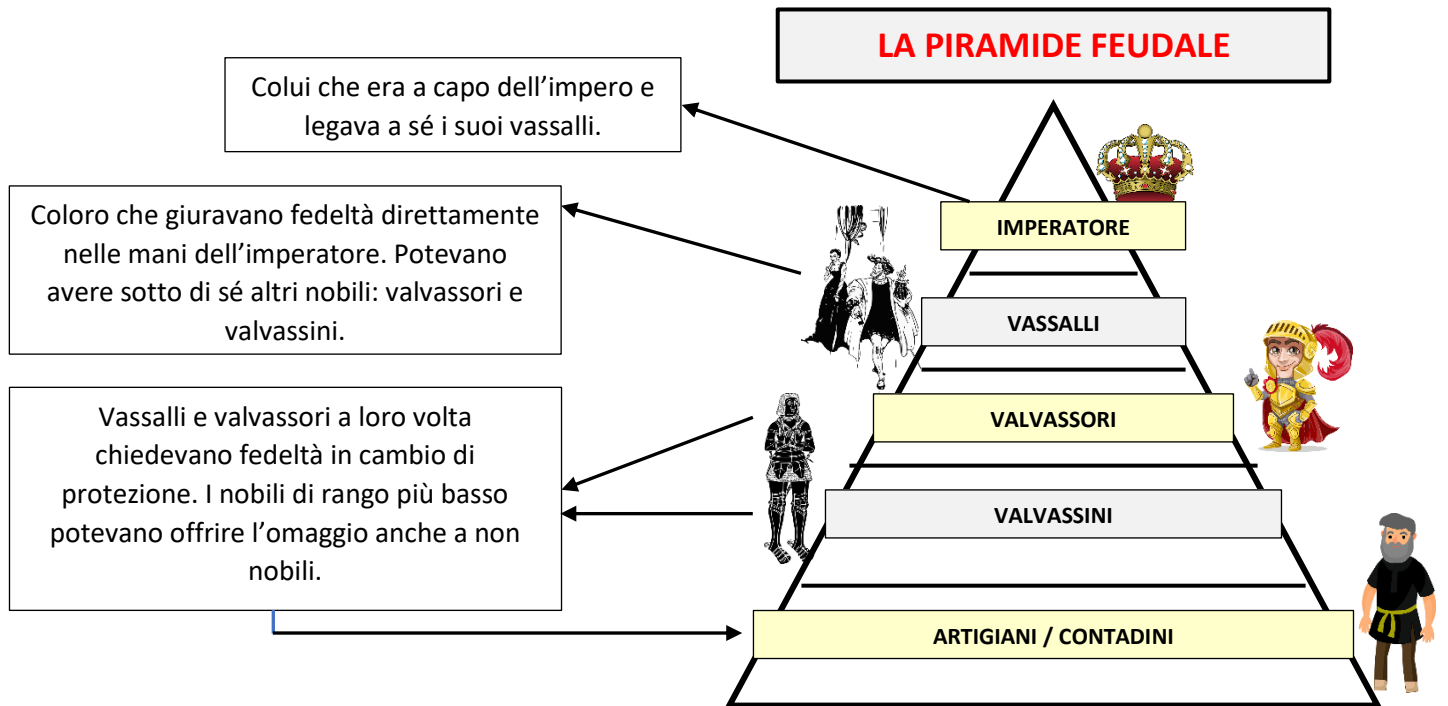 LA PIRAMIDE FEUDALE
Colui che era a capo dell’impero e
legava a sé i suoi vassalli.
Coloro che giuravano fedeltà direttamente
nelle mani dell’imperatore. Potevano
avere sotto di sé altri nobili: valvassori e
valvassini.
Vassalli e valvassori a loro volta
chiedevano fedeltà in cambio di
protezione. I nobili di rango più basso
potevano offrire l’omaggio anche a non
nobili.
IMPERATORE
VASSALLI
VALVASSORI
VALVASSINI
ARTIGIANI / CONTADINI